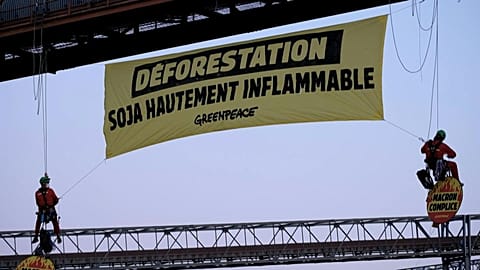 DÉFORESTATION
SOJA HAUTEMENT INFLAMMABLE
GREENPEACE
MACRON
COMPLICE